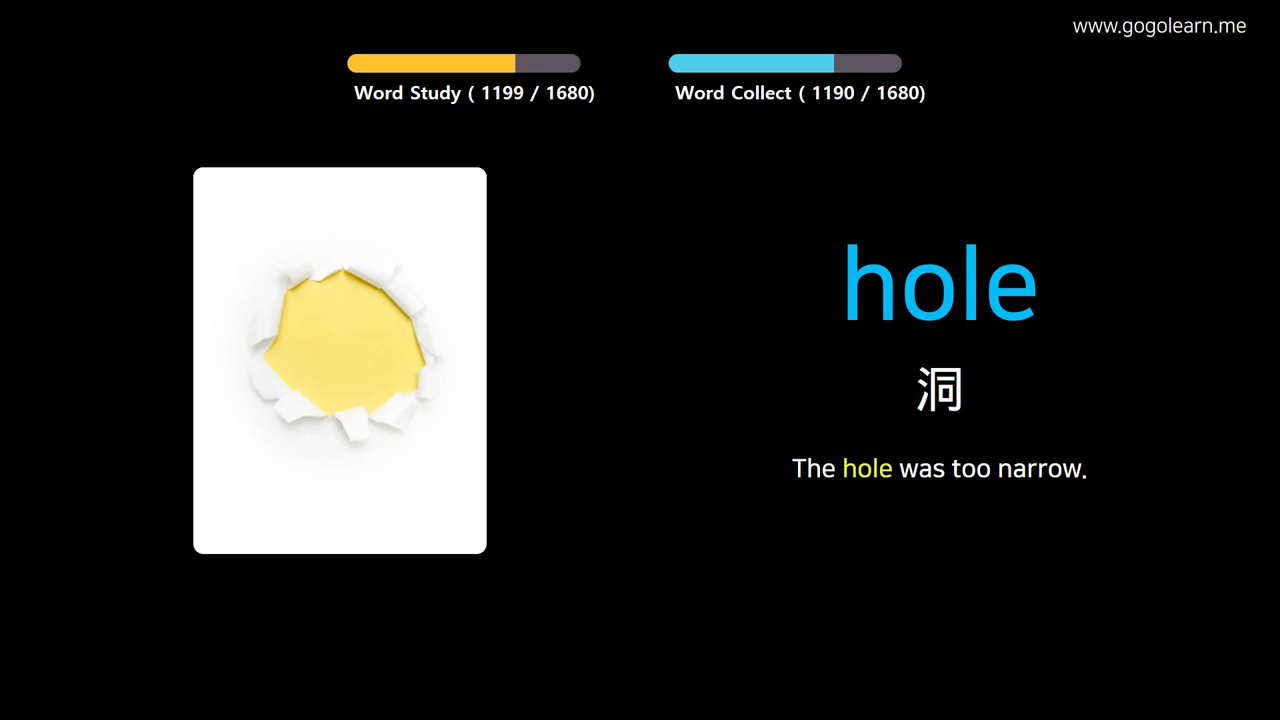 www.gogolearn.me
Word Study ( 1199 / 1680)
Word Collect ( 1190 / 1680)
hole
洞
The hole was too narrow.